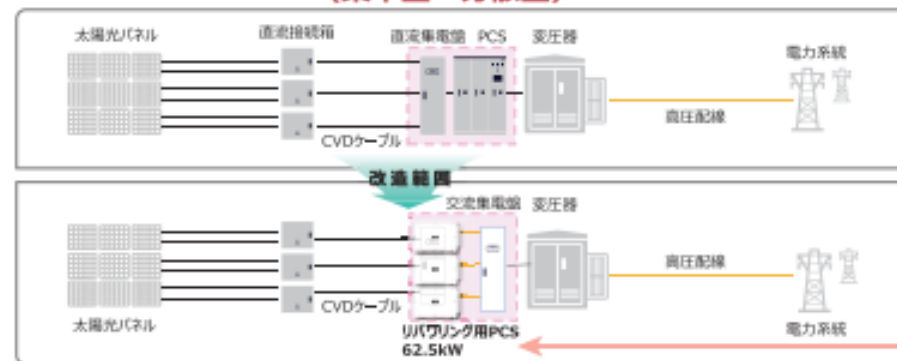 太陽光パネル
直流接続箱
直流集電盤
PCS
変圧器
電力系統
高圧配線
CVDケーブル
改造範囲
交流集電盤
変圧器
高圧配線
CVDケーブル
太陽光パネル
リパワリング用PCS
62.5kW
電力系統